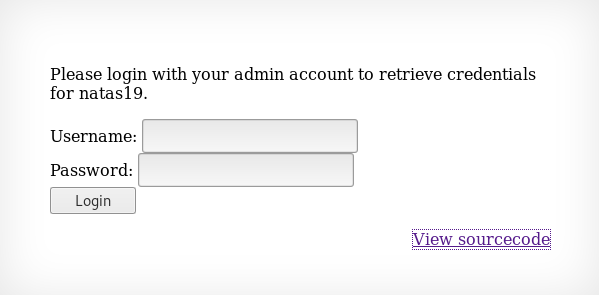 Please login with your admin account to retrieve credentials
for natas19.
Username:
Password:
Login
View sourcecode